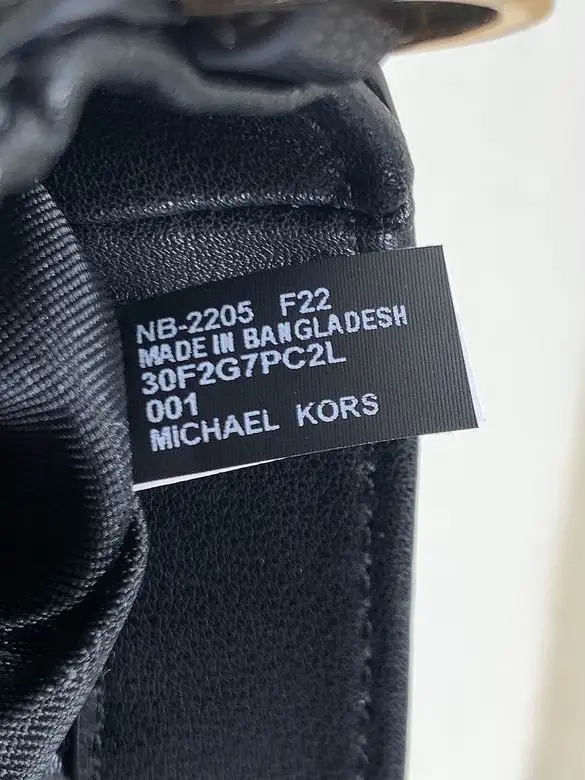 NB-2205 F22
MADE IN BANGLADESH
30F2G7PC2L
001
MiCHAEL KORS